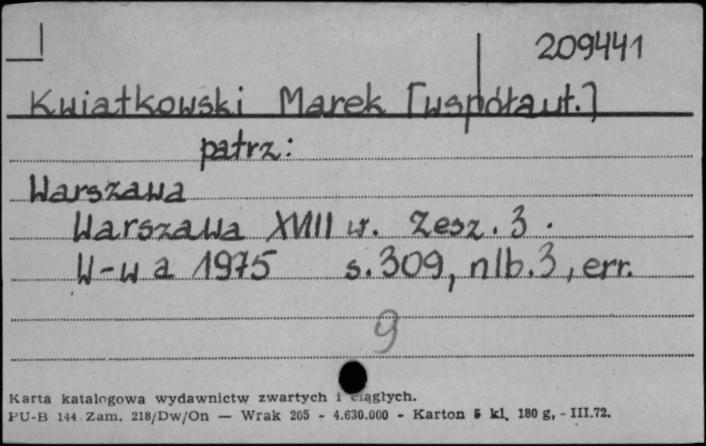 209441
Kwiatkowski Marek [współaut.]
patrz:
Warszawa
Warszawa XVIII w. Zesz. 3.
W-wa 1975 s. 309, nlb. 3, err.
9
Karta katalogowa wydawnictw zwartych i ciągłych.
PU-B 144 Zam. 218/Dw/On — Wrak 205 - 4.630.000 - Karton 5 kl. 180 g, - III.72.